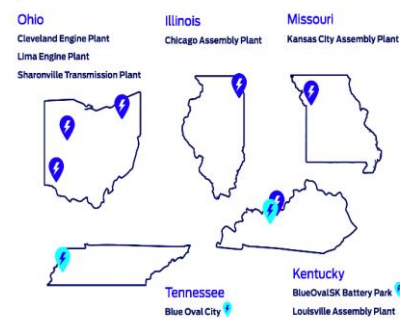 Ohio
Cleveland Engine Plant
Lima Engine Plant
Sharonville Transmission Plant
Illinois
Chicago Assembly Plant
Missouri
Kansas City Assembly Plant
Tennessee
Blue Oval City
Kentucky
BlueOvalSK Battery Park
Louisville Assembly Plant